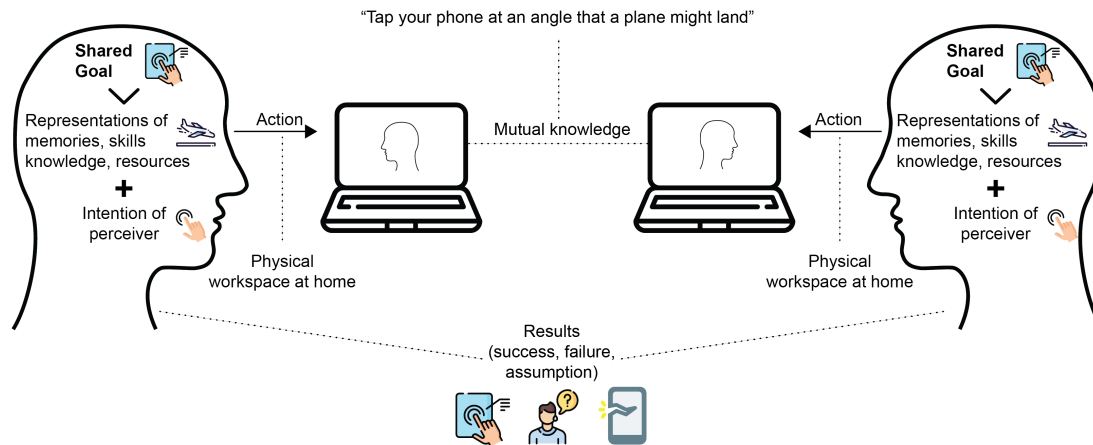 “Tap your phone at an angle that a plane might land”
Shared
Goal
Representations of
memories, skills
knowledge, resources
+
Intention of
perceiver
Action
Physical
workspace at home
Mutual knowledge
Action
Physical
workspace at home
Shared
Goal
Representations of
memories, skills
knowledge, resources
+
Intention of
perceiver
Results
(success, failure,
assumption)
?